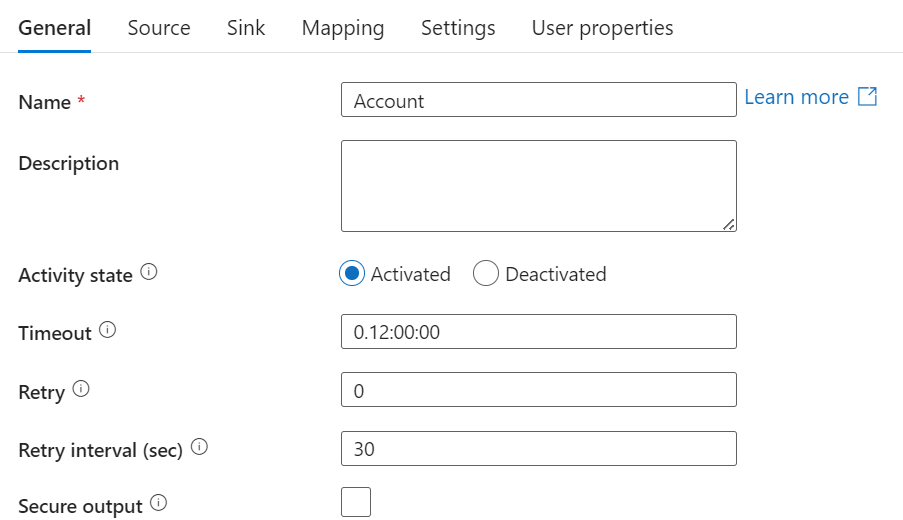 General Source Sink Mapping Settings User properties
Name * Account Learn more
Description
Activity state Activated Deactivated
Timeout 0.12:00:00
Retry 0
Retry interval (sec) 30
Secure output